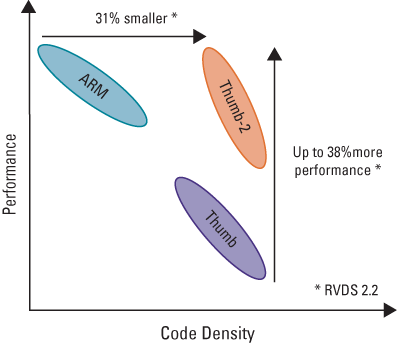 31% smaller *
ARM
Thumb-2
Up to 38%more
performance *
Thumb
Performance
* RVDS 2.2
Code Density